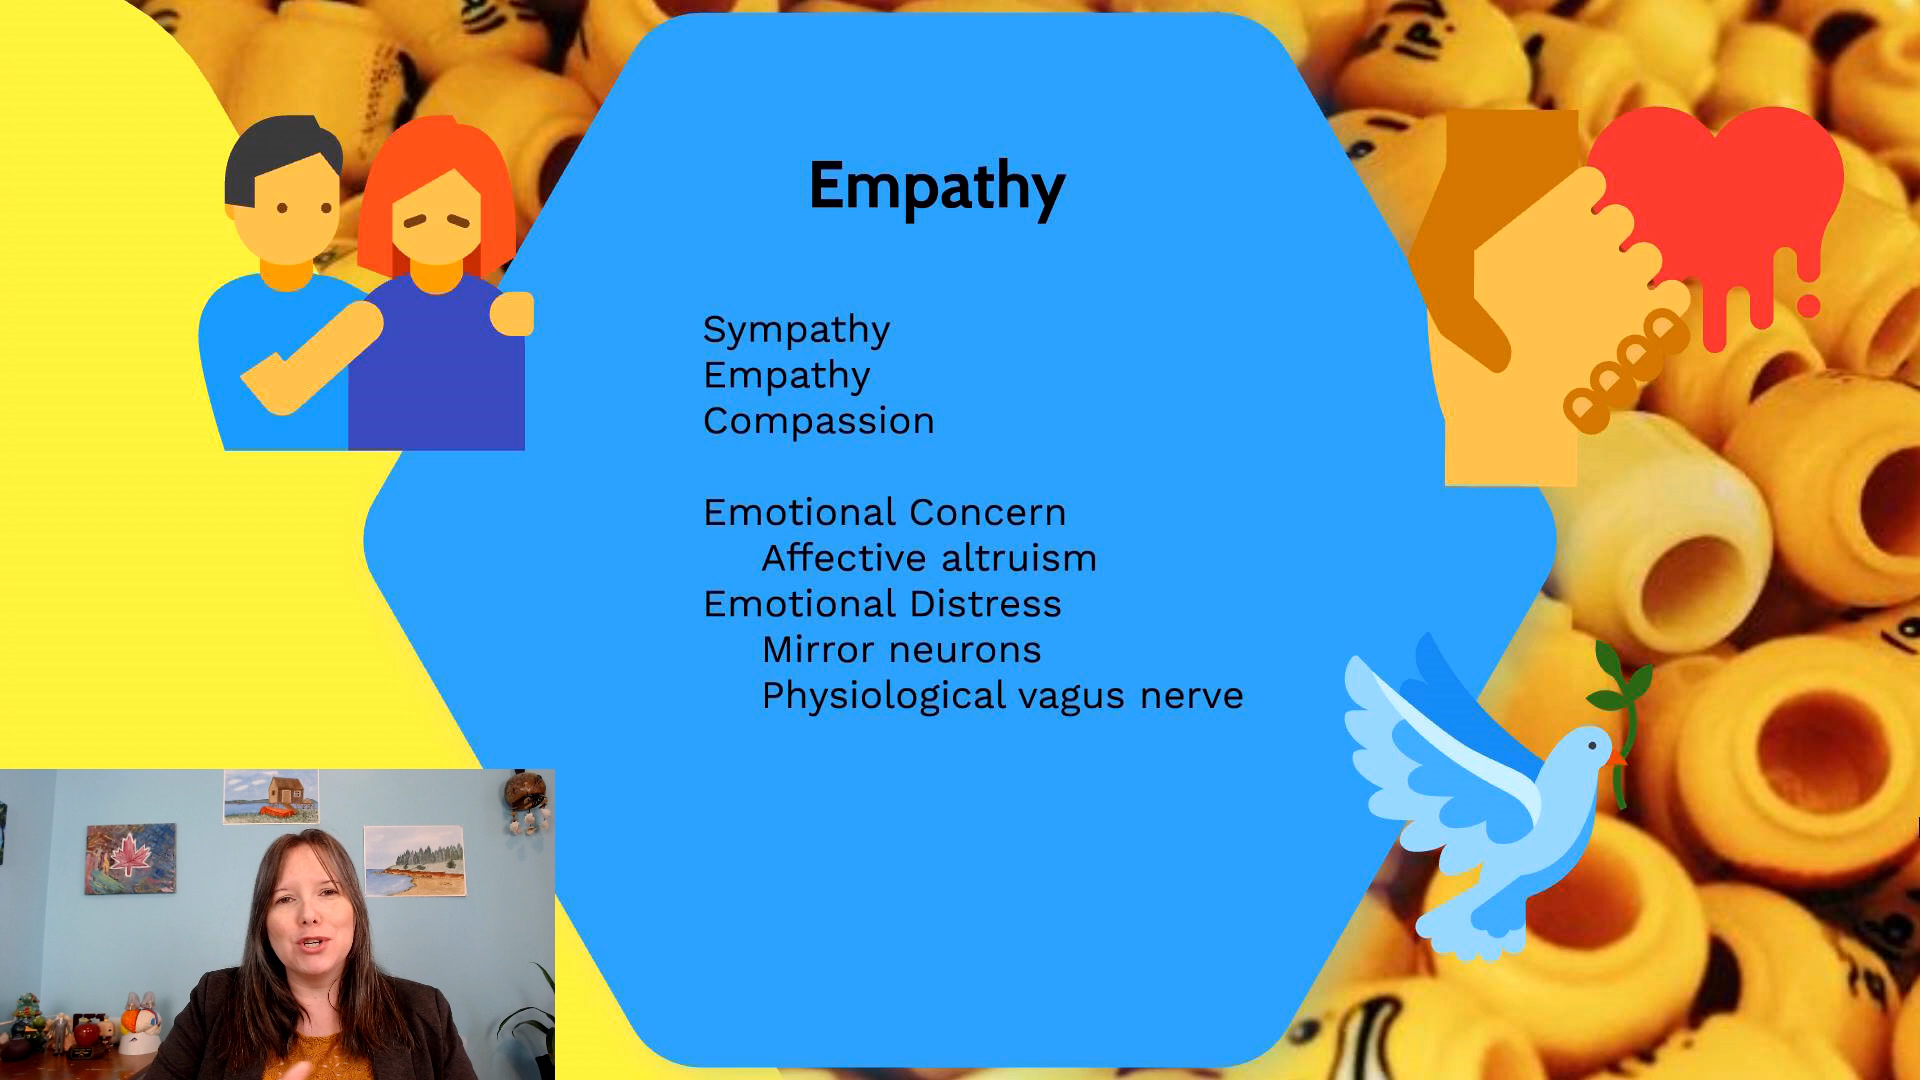 Empathy
Sympathy
Empathy
Compassion
Emotional Concern
Affective altruism
Emotional Distress
Mirror neurons
Physiological vagus nerve